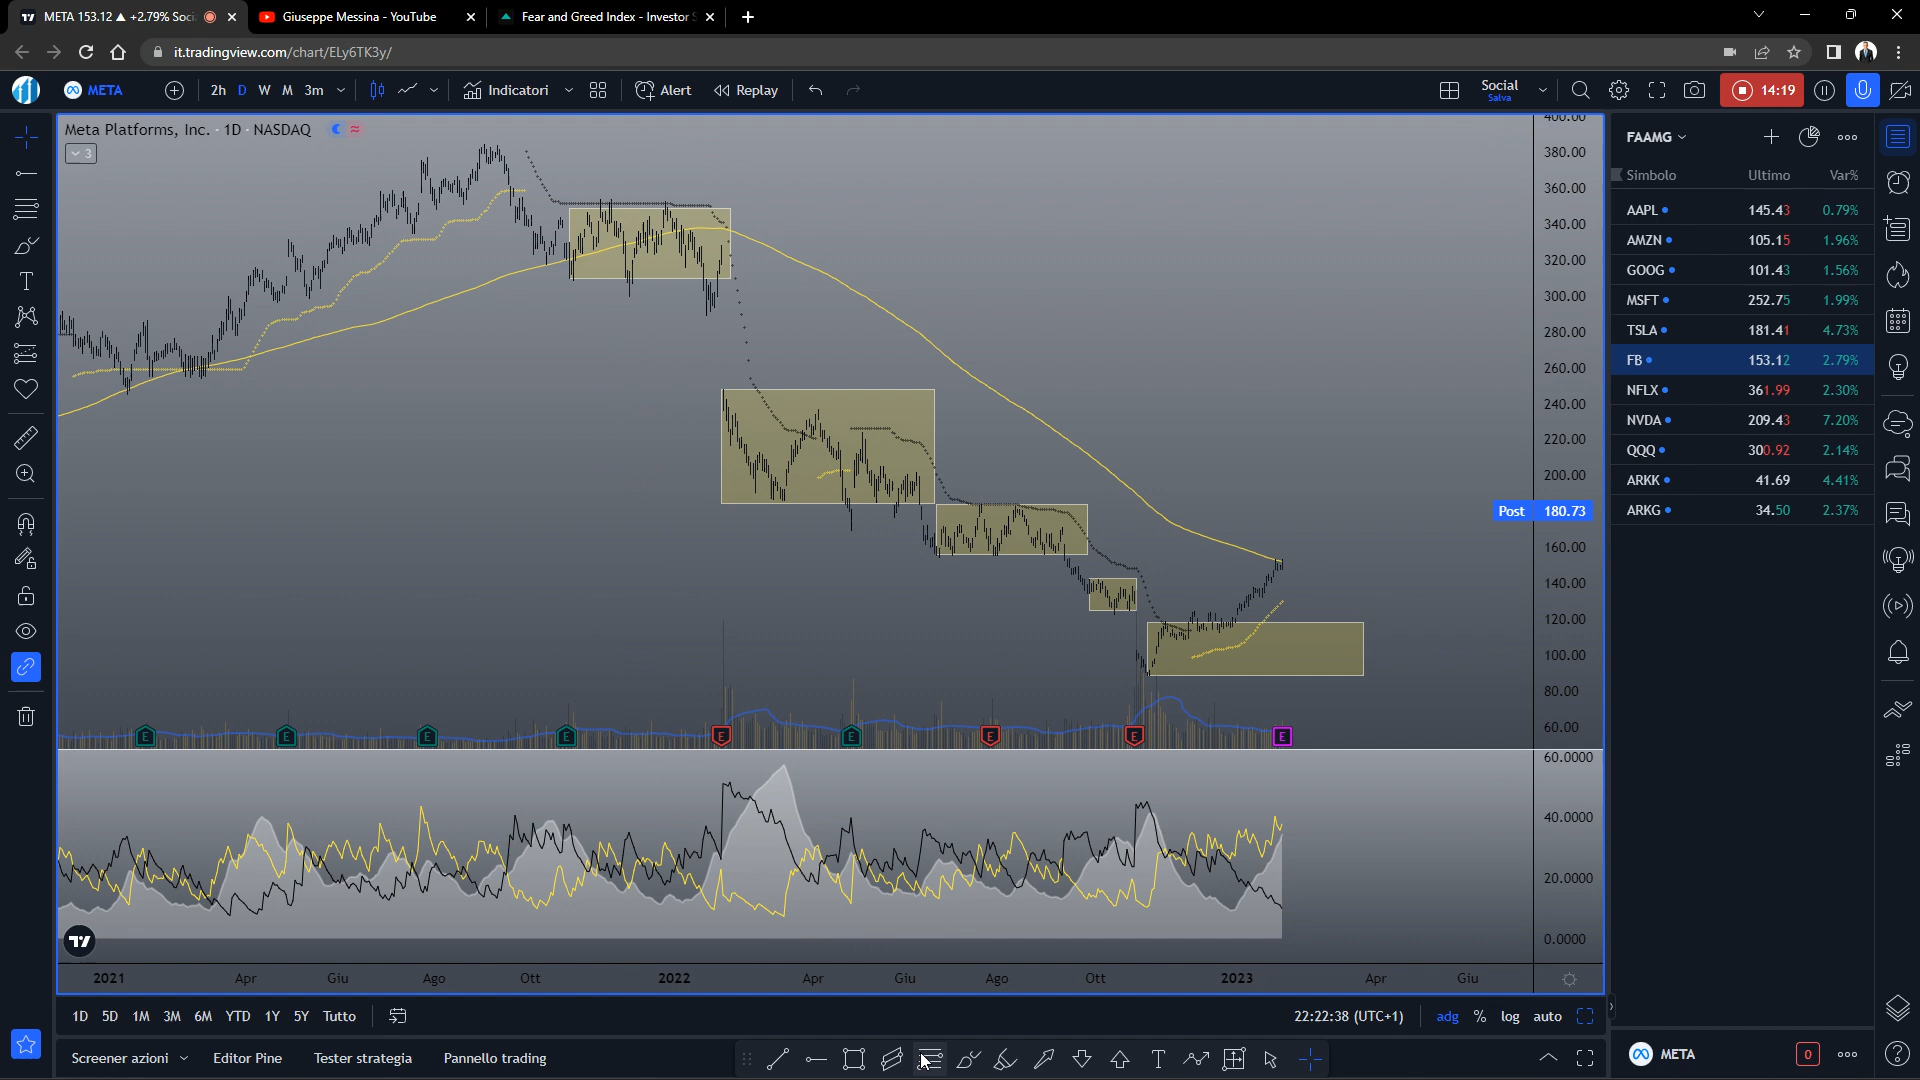 META 153.12 ▲ +2.79% Soci
Giuseppe Messina - YouTube
Fear and Greed Index - Investor S
it.tradingview.com/chart/ELy6TK3y/
META
2h D W M 3m
Indicatori
Alert
Replay
Social
Salva
14:19
Meta Platforms, Inc. · 1D · NASDAQ
3
400.00
380.00
360.00
340.00
320.00
300.00
280.00
260.00
240.00
220.00
200.00
Post 180.73
160.00
140.00
120.00
100.00
80.00
60.00
E E E E E E E E E
60.0000
40.0000
20.0000
0.0000
2021 Apr Giu Ago Ott 2022 Apr Giu Ago Ott 2023 Apr Giu
1D 5D 1M 3M 6M YTD 1Y 5Y Tutto
22:22:38 (UTC+1)
adg % log auto
Screener azioni
Editor Pine
Tester strategia
Pannello trading
FAAMG
Simbolo Ultimo Var%
AAPL 145.43 0.79%
AMZN 105.15 1.96%
GOOG 101.43 1.56%
MSFT 252.75 1.99%
TSLA 181.41 4.73%
FB 153.12 2.79%
NFLX 361.99 2.30%
NVDA 209.43 7.20%
QQQ 300.92 2.14%
ARKK 41.69 4.41%
ARKG 34.50 2.37%
META
0